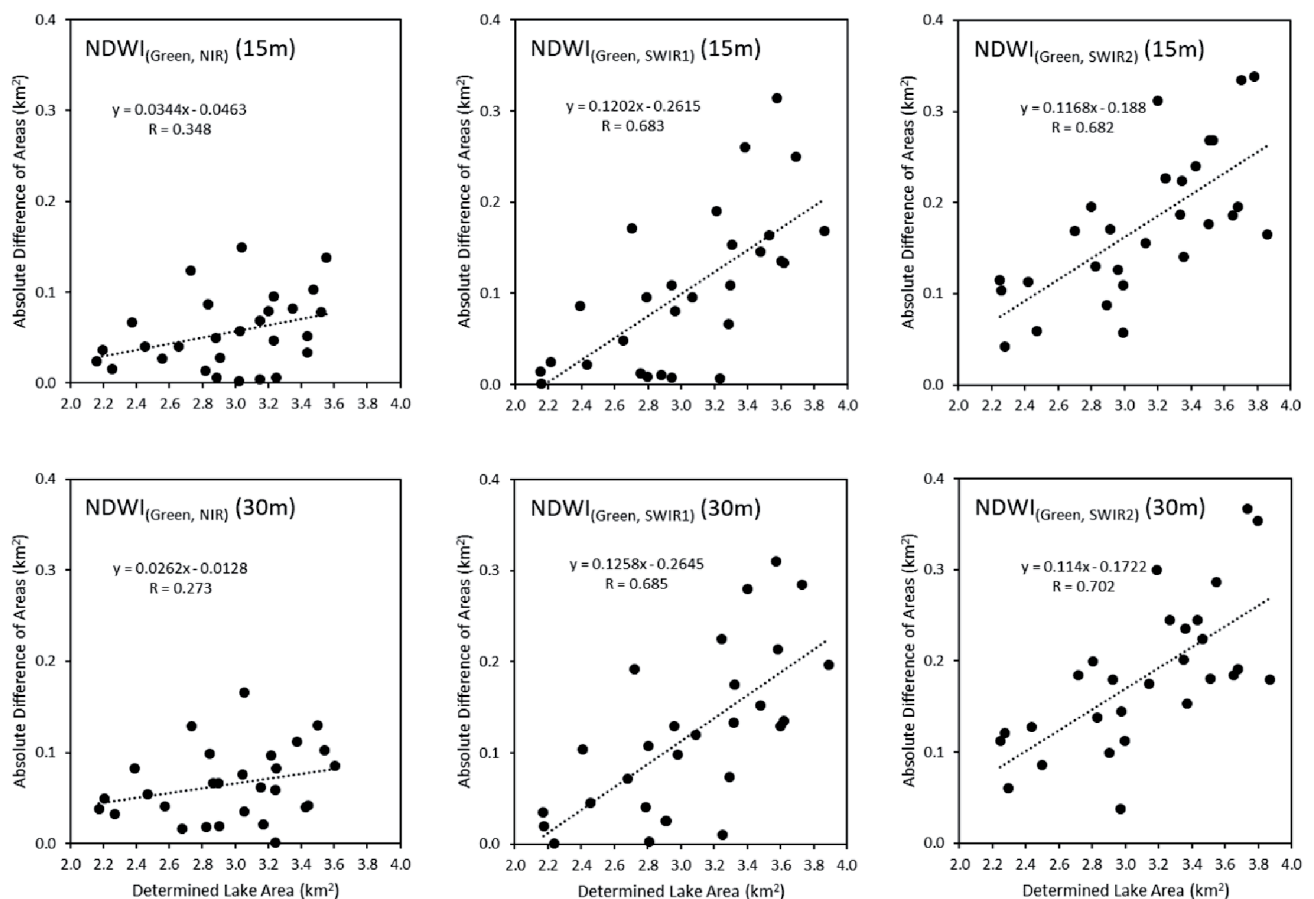 NDWI(Green, NIR) (15m)
y = 0.0344x - 0.0463
R = 0.348
Absolute Difference of Areas (km²)
0.4
0.3
0.2
0.1
0.0
2.0 2.2 2.4 2.6 2.8 3.0 3.2 3.4 3.6 3.8 4.0
NDWI(Green, SWIR1) (15m)
y = 0.1202x - 0.2615
R = 0.683
Absolute Difference of Areas (km²)
0.4
0.3
0.2
0.1
0.0
2.0 2.2 2.4 2.6 2.8 3.0 3.2 3.4 3.6 3.8 4.0
NDWI(Green, SWIR2) (15m)
y = 0.1168x - 0.188
R = 0.682
Absolute Difference of Areas (km²)
0.4
0.3
0.2
0.1
0.0
2.0 2.2 2.4 2.6 2.8 3.0 3.2 3.4 3.6 3.8 4.0
NDWI(Green, NIR) (30m)
y = 0.0262x - 0.0128
R = 0.273
Absolute Difference of Areas (km²)
0.4
0.3
0.2
0.1
0.0
2.0 2.2 2.4 2.6 2.8 3.0 3.2 3.4 3.6 3.8 4.0
Determined Lake Area (km²)
NDWI(Green, SWIR1) (30m)
y = 0.1258x - 0.2645
R = 0.685
Absolute Difference of Areas (km²)
0.4
0.3
0.2
0.1
0.0
2.0 2.2 2.4 2.6 2.8 3.0 3.2 3.4 3.6 3.8 4.0
Determined Lake Area (km²)
NDWI(Green, SWIR2) (30m)
y = 0.114x - 0.1722
R = 0.702
Absolute Difference of Areas (km²)
0.4
0.3
0.2
0.1
0.0
2.0 2.2 2.4 2.6 2.8 3.0 3.2 3.4 3.6 3.8 4.0
Determined Lake Area (km²)